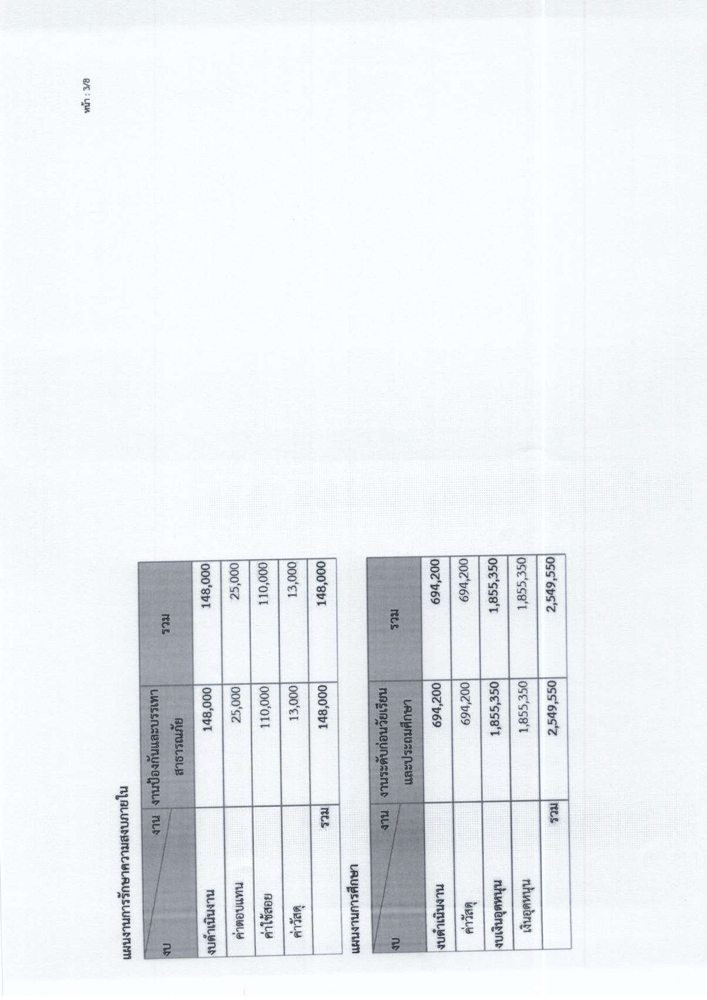 หน้า : 3/8
แผนงานการรักษาความสงบภายใน
งาน
งบ
งานป้องกันและบรรเทา
สาธารณภัย
รวม
งบดำเนินงาน 148,000 148,000
ค่าตอบแทน 25,000 25,000
ค่าใช้สอย 110,000 110,000
ค่าวัสดุ 13,000 13,000
รวม 148,000 148,000
แผนงานการศึกษา
งาน
งบ
งานระดับก่อนวัยเรียน
และประถมศึกษา
รวม
งบดำเนินงาน 694,200 694,200
ค่าวัสดุ 694,200 694,200
งบเงินอุดหนุน 1,855,350 1,855,350
เงินอุดหนุน 1,855,350 1,855,350
รวม 2,549,550 2,549,550